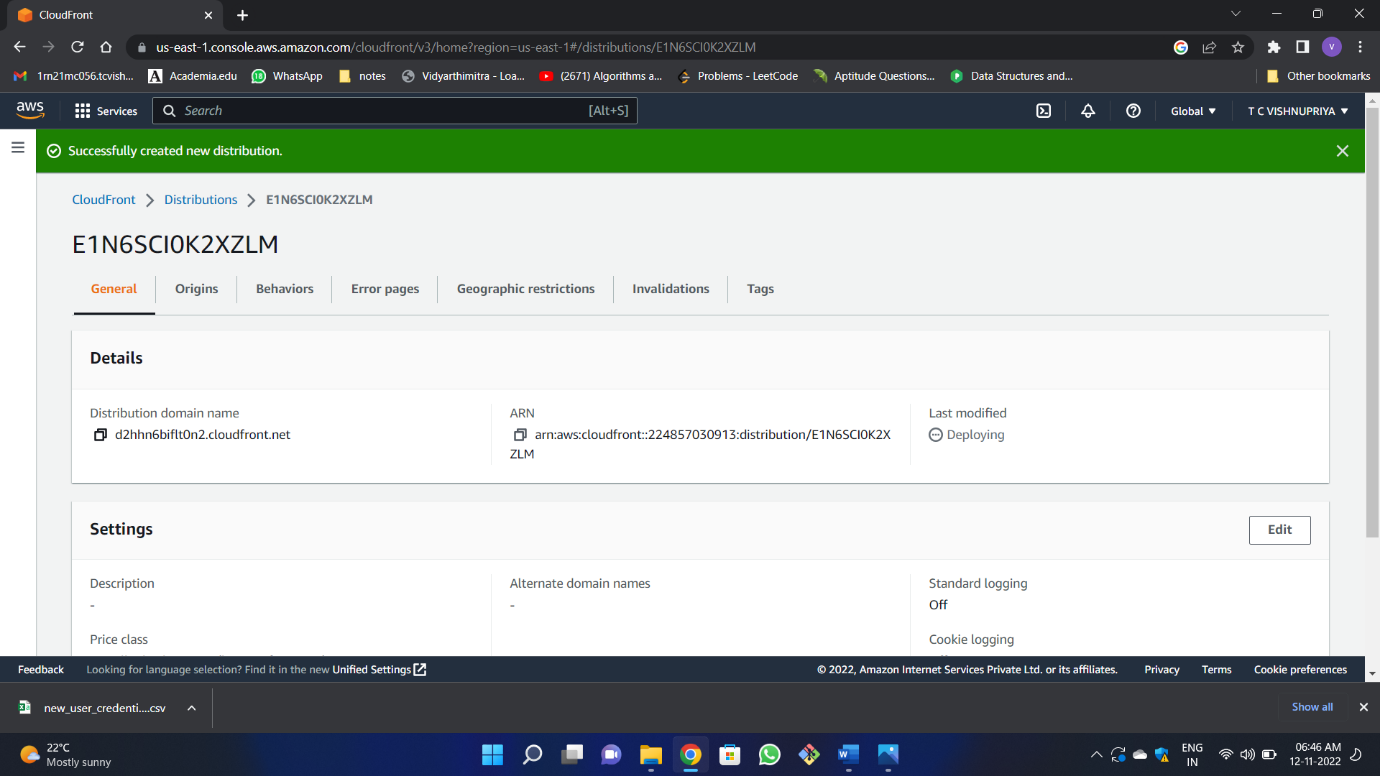 CloudFront
us-east-1.console.aws.amazon.com/cloudfront/v3/home?region=us-east-1#/distributions/E1N6SCI0K2XZLM
V
1rn21mc056.tcvish...
A Academia.edu
WhatsApp
notes
Vidyarthimitra - Loa...
(2671) Algorithms a...
Problems - LeetCode
Aptitude Questions...
Data Structures and...
Other bookmarks
aws
Services
Search
[Alt+S]
Global
T C VISHNUPRIYA
Successfully created new distribution.
CloudFront
Distributions
E1N6SCI0K2XZLM
E1N6SCI0K2XZLM
General
Origins
Behaviors
Error pages
Geographic restrictions
Invalidations
Tags
Details
Distribution domain name
d2hhn6biflt0n2.cloudfront.net
ARN
arn:aws:cloudfront::224857030913:distribution/E1N6SCI0K2X
ZLM
Last modified
Deploying
Settings
Edit
Description
-
Alternate domain names
-
Standard logging
Off
Price class
Cookie logging
Feedback
Looking for language selection? Find it in the new Unified Settings
© 2022, Amazon Internet Services Private Ltd. or its affiliates.
Privacy
Terms
Cookie preferences
new_user_credenti....csv
Show all
22°C
Mostly sunny
ENG
IN
06:46 AM
12-11-2022